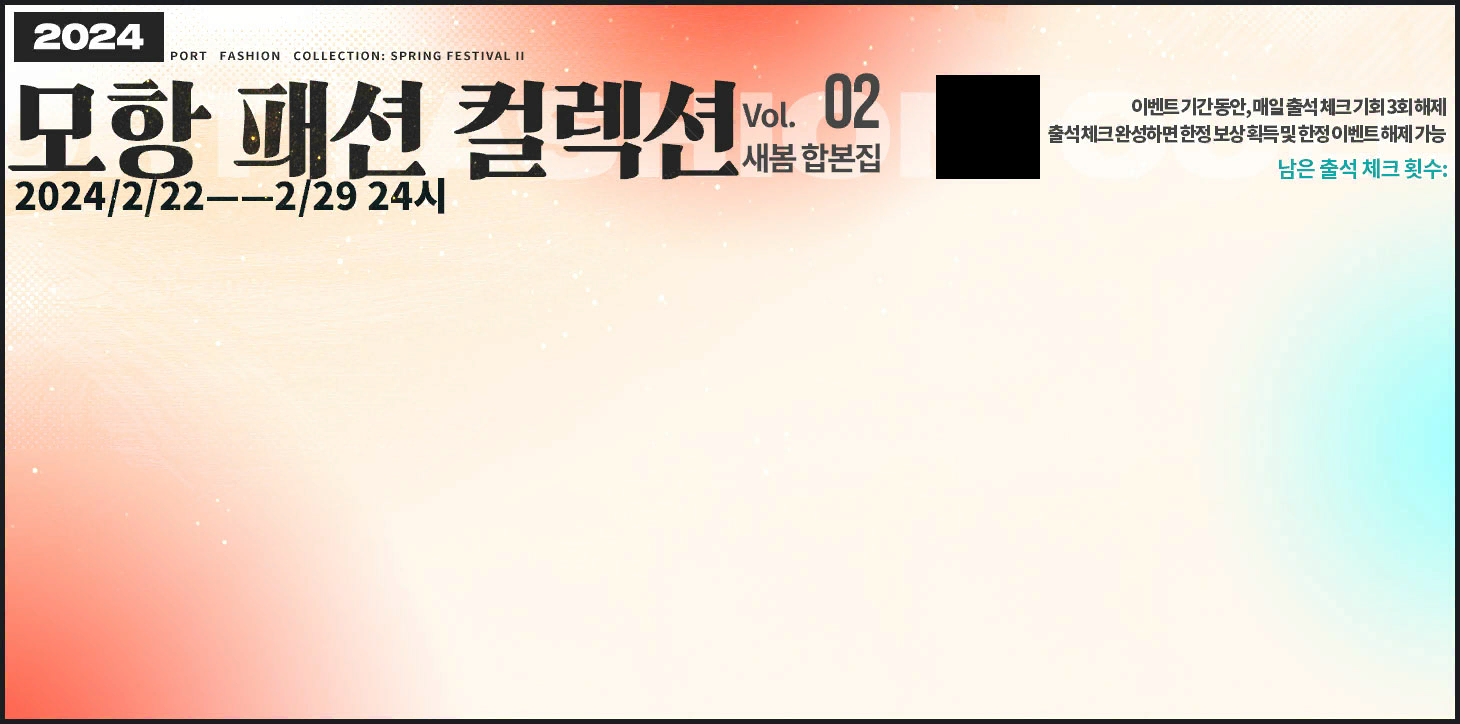 2024
PORT FASHION COLLECTION: SPRING FESTIVAL II
모항 패션 컬렉션
Vol. 02
새봄 합본집
2024/2/22——2/29 24시
이벤트 기간 동안, 매일 출석 체크 기회 3회 해제
출석 체크 완성하면 한정 보상 획득 및 한정 이벤트 해제 가능
남은 출석 체크 횟수: